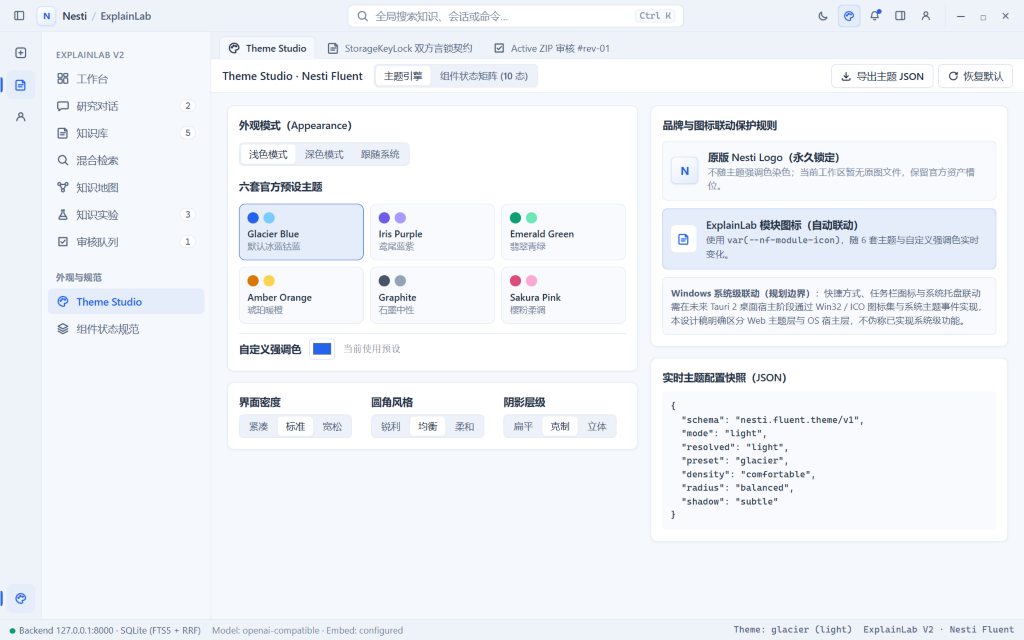 N Nesti / ExplainLab
全局搜索知识、会话或命令... Ctrl K
EXPLAINLAB V2
工作台
研究对话 2
知识库 5
混合检索
知识地图
知识实验 3
审核队列 1
外观与规范
Theme Studio
组件状态规范
Theme Studio StorageKeyLock 双方言锁契约 Active ZIP 审核 #rev-01
Theme Studio · Nesti Fluent 主题引擎 组件状态矩阵 (10 态) 导出主题 JSON 恢复默认
外观模式（Appearance）
浅色模式 深色模式 跟随系统
六套官方预设主题
Glacier Blue
默认冰蓝钴蓝
Iris Purple
鸢尾蓝紫
Emerald Green
翡翠青绿
Amber Orange
琥珀暖橙
Graphite
石墨中性
Sakura Pink
樱粉柔调
自定义强调色 当前使用预设
界面密度
紧凑 标准 宽松
圆角风格
锐利 均衡 柔和
阴影层级
扁平 克制 立体
品牌与图标联动保护规则
N
原版 Nesti Logo（永久锁定）
不随主题强调色染色；当前工作区暂无原图文件，保留官方资产槽
位。
ExplainLab 模块图标（自动联动）
使用 var(--nf-module-icon)，随 6 套主题与自定义强调色实时
变化。
Windows 系统级联动（规划边界）：快捷方式、任务栏图标与系统托盘联动
需在未来 Tauri 2 桌面宿主阶段通过 Win32 / ICO 图标集与系统主题事件实现，
本设计稿明确区分 Web 主题层与 OS 宿主层，不伪称已实现系统级功能。
实时主题配置快照（JSON）
{
"schema": "nesti.fluent.theme/v1",
"mode": "light",
"resolved": "light",
"preset": "glacier",
"density": "comfortable",
"radius": "balanced",
"shadow": "subtle"
}
Backend 127.0.0.1:8000 · SQLite (FTS5 + RRF) Model: openai-compatible · Embed: configured Theme: glacier (light) ExplainLab V2 · Nesti Fluent